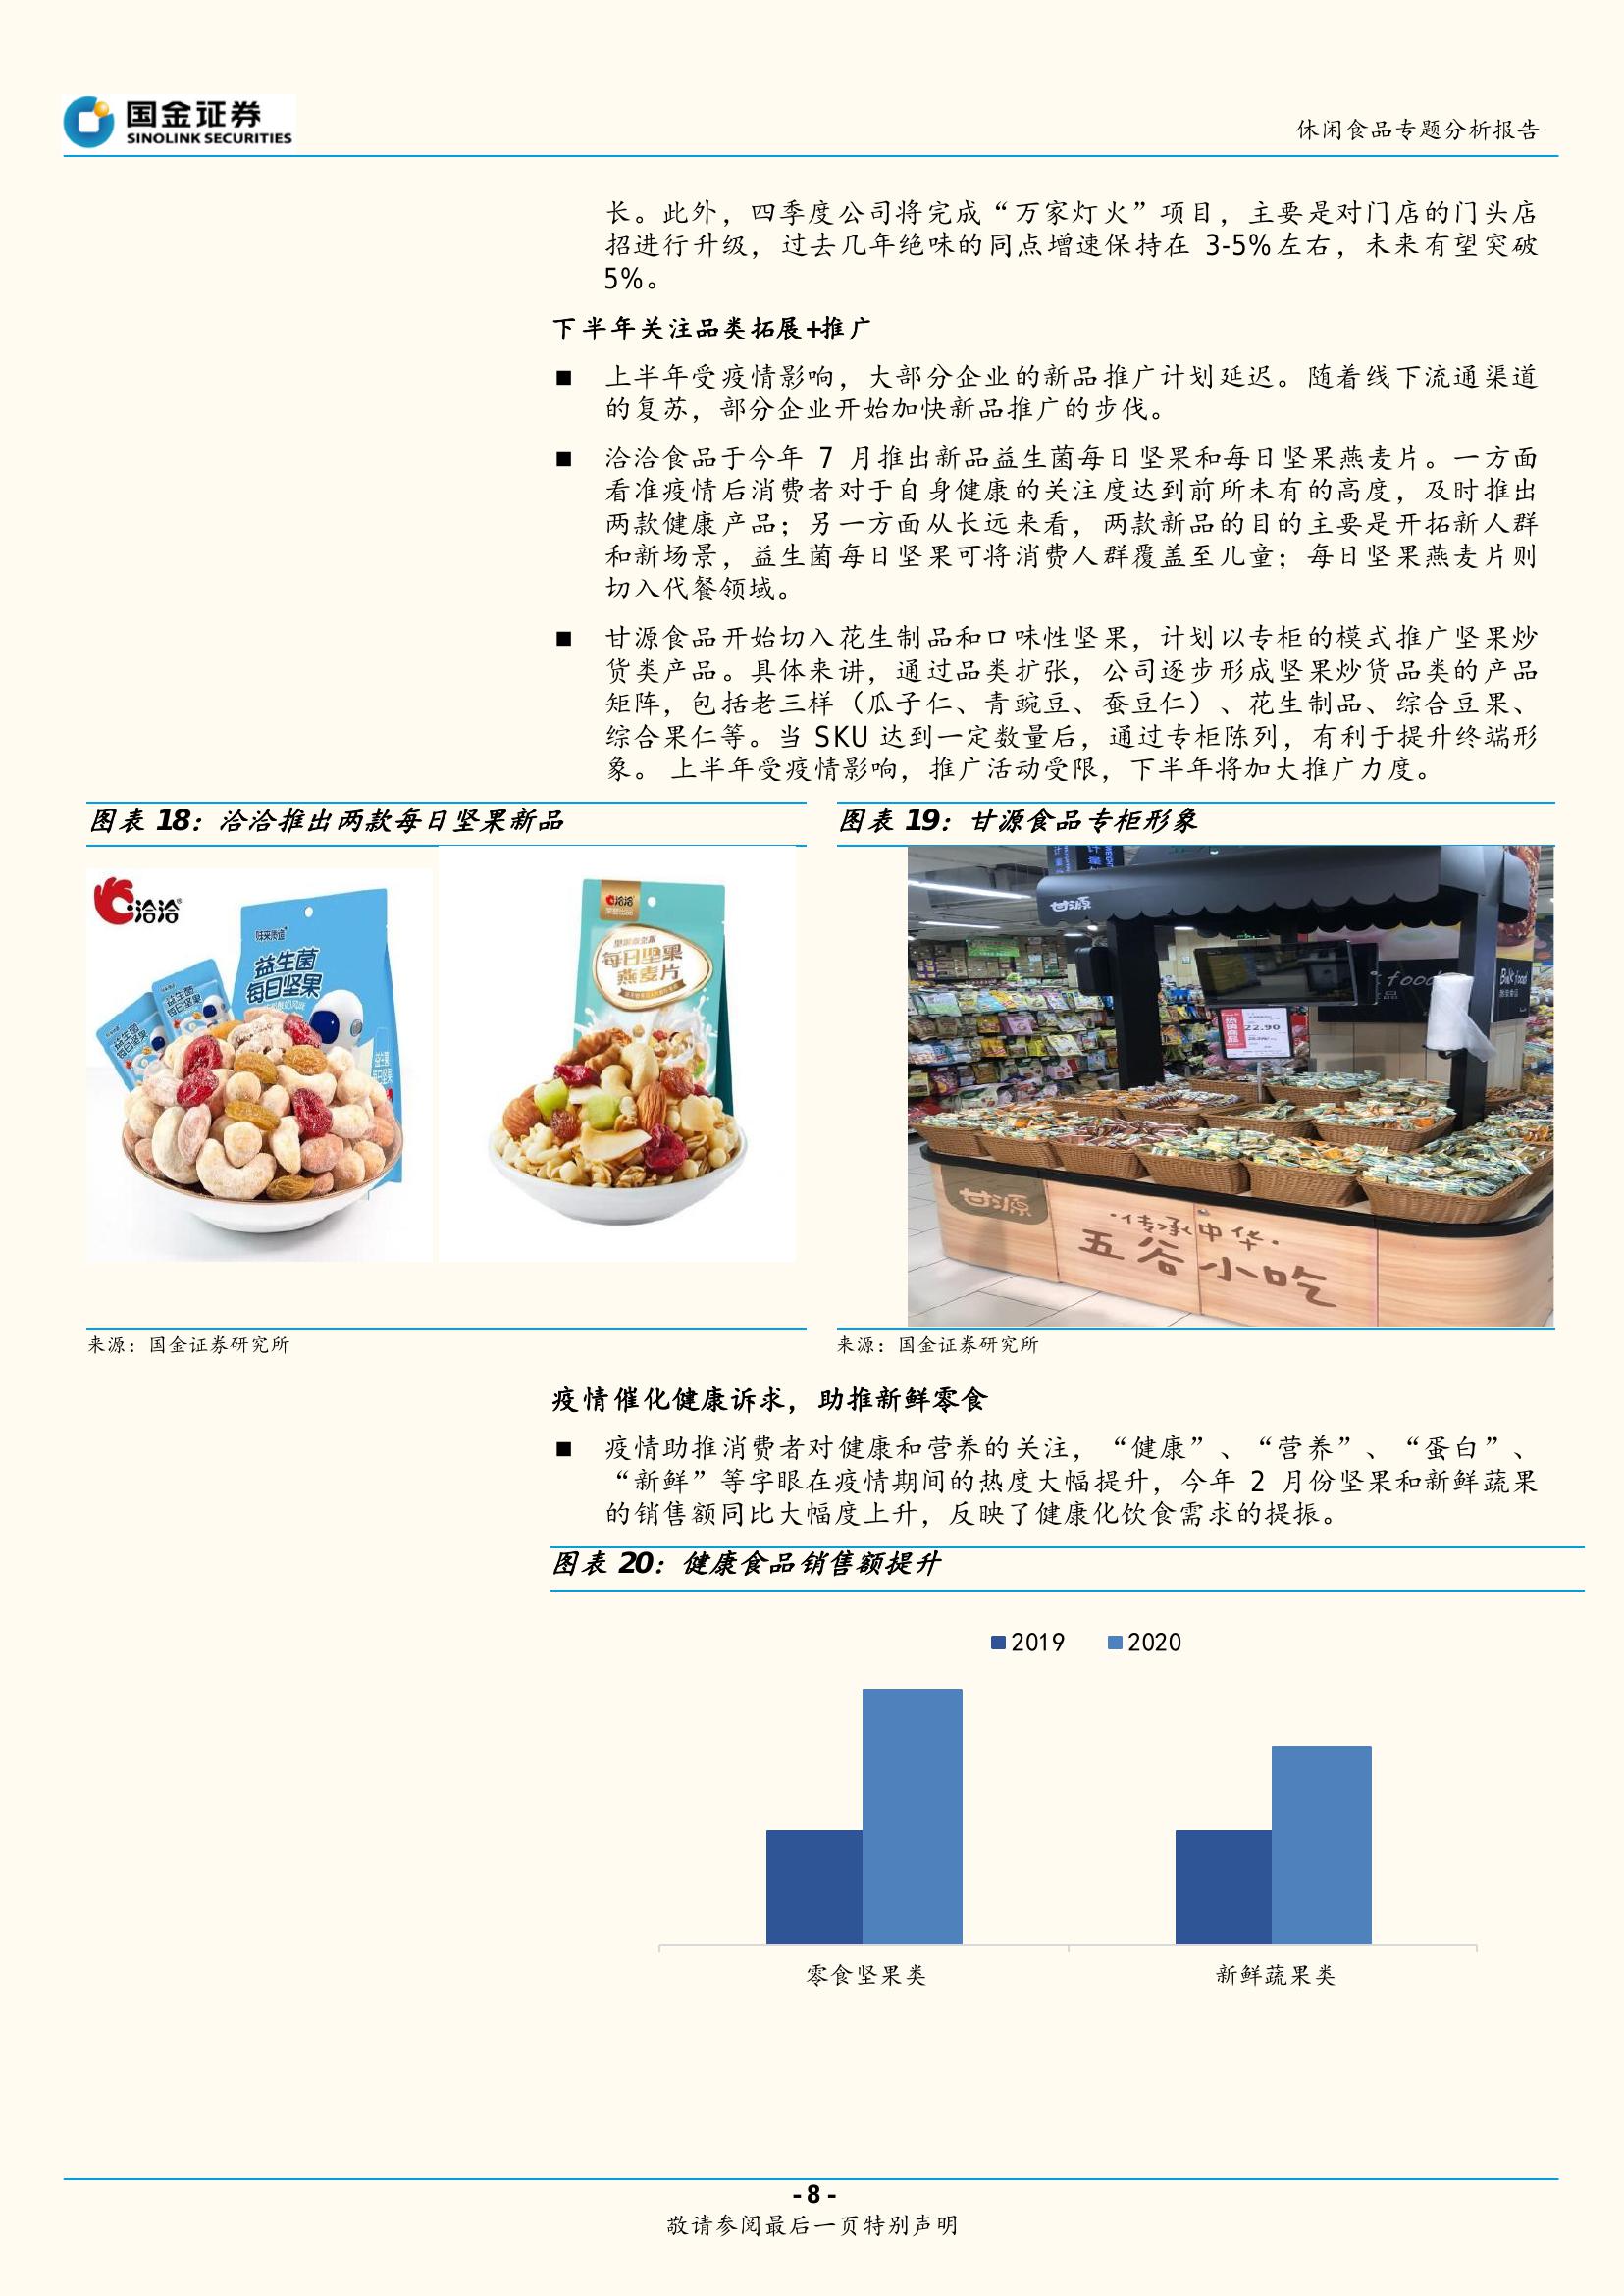 国金证券
SINOLINK SECURITIES
休闲食品专题分析报告
长。此外，四季度公司将完成“万家灯火”项目，主要是对门店的门头店
招进行升级，过去几年绝味的同点增速保持在 3-5%左右，未来有望突破
5%。
下半年关注品类拓展+推广
■ 上半年受疫情影响，大部分企业的新品推广计划延迟。随着线下流通渠道
的复苏，部分企业开始加快新品推广的步伐。
■ 洽洽食品于今年 7 月推出新品益生菌每日坚果和每日坚果燕麦片。一方面
看准疫情后消费者对于自身健康的关注度达到前所未有的高度，及时推出
两款健康产品；另一方面从长远来看，两款新品的目的主要是开拓新人群
和新场景，益生菌每日坚果可将消费人群覆盖至儿童；每日坚果燕麦片则
切入代餐领域。
■ 甘源食品开始切入花生制品和口味性坚果，计划以专柜的模式推广坚果炒
货类产品。具体来讲，通过品类扩张，公司逐步形成坚果炒货品类的产品
矩阵，包括老三样（瓜子仁、青豌豆、蚕豆仁）、花生制品、综合豆果、
综合果仁等。当 SKU 达到一定数量后，通过专柜陈列，有利于提升终端形
象。 上半年受疫情影响，推广活动受限，下半年将加大推广力度。
图表 18：洽洽推出两款每日坚果新品
洽洽
益生菌
每日坚果
益生菌
每日坚果
益生菌
每日坚果
洽洽
每日坚果
燕麦片
来源：国金证券研究所
图表 19：甘源食品专柜形象
甘源
food
Bulk food
22.90
甘源
·传承中华·
五谷小吃
来源：国金证券研究所
疫情催化健康诉求，助推新鲜零食
■ 疫情助推消费者对健康和营养的关注，“健康”、“营养”、“蛋白”、
“新鲜”等字眼在疫情期间的热度大幅提升，今年 2 月份坚果和新鲜蔬果
的销售额同比大幅度上升，反映了健康化饮食需求的提振。
图表 20：健康食品销售额提升
2019 2020
零食坚果类 新鲜蔬果类
- 8 -
敬请参阅最后一页特别声明